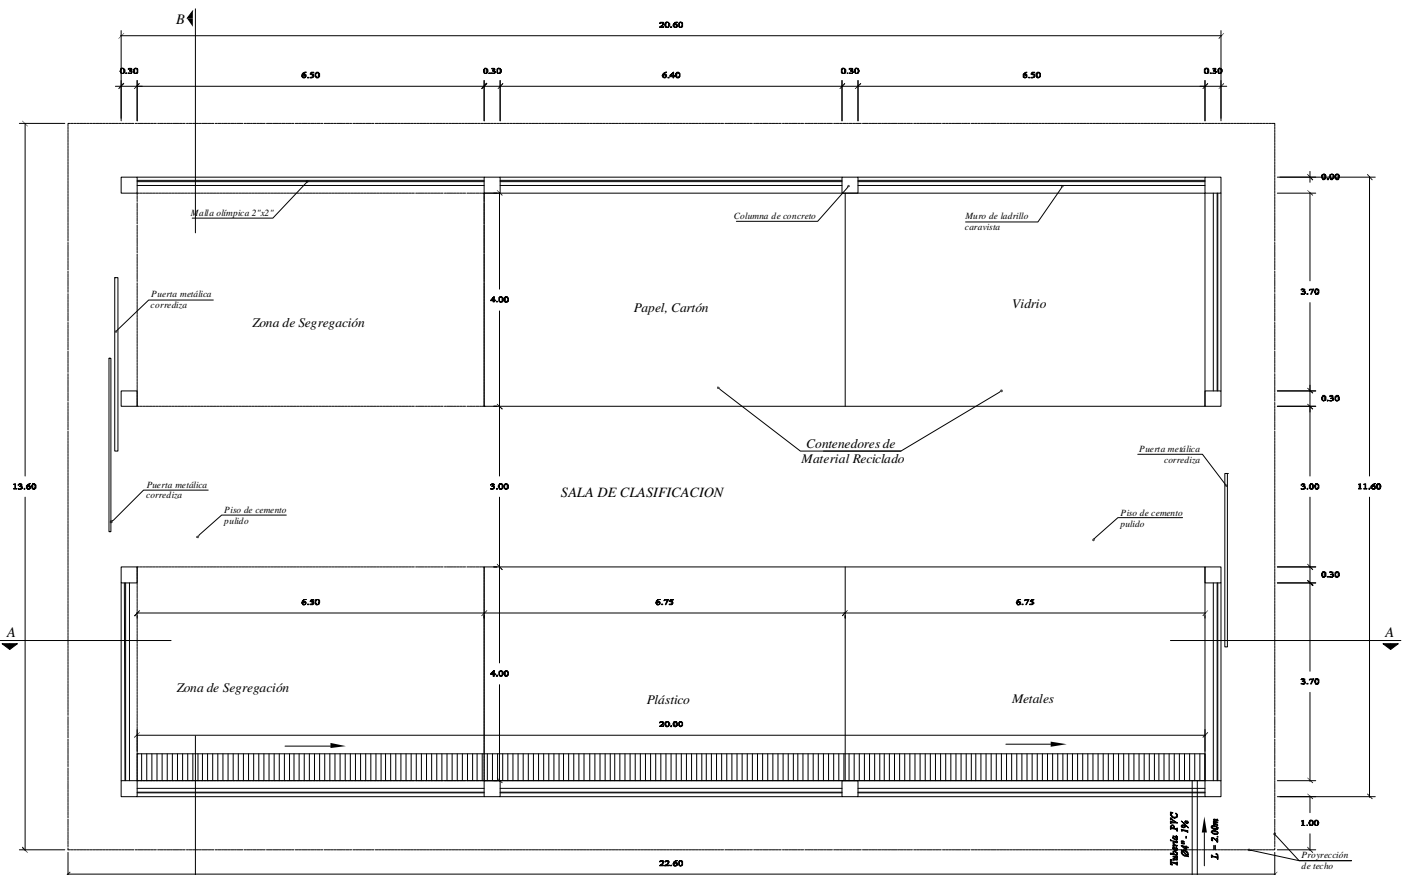 B
20.60
0.30
6.50
0.30
6.40
0.30
6.50
0.30
0.00
Malla olímpica 2"x2"
Columna de concreto
Muro de ladrillo
caravista
Puerta metálica
corrediza
4.00
Zona de Segregación
Papel, Cartón
Vidrio
3.70
0.30
Contenedores de
Material Reciclado
Puerta metálica
corrediza
13.60
Puerta metálica
corrediza
3.00
SALA DE CLASIFICACION
3.00
11.60
Piso de cemento
pulido
Piso de cemento
pulido
0.30
6.50
6.75
6.75
A
A
4.00
3.70
Zona de Segregación
Plástico
Metales
20.00
Tubería PVC
Ø4" - 1%
L = 2.00m
1.00
22.60
Proyrección
de techo